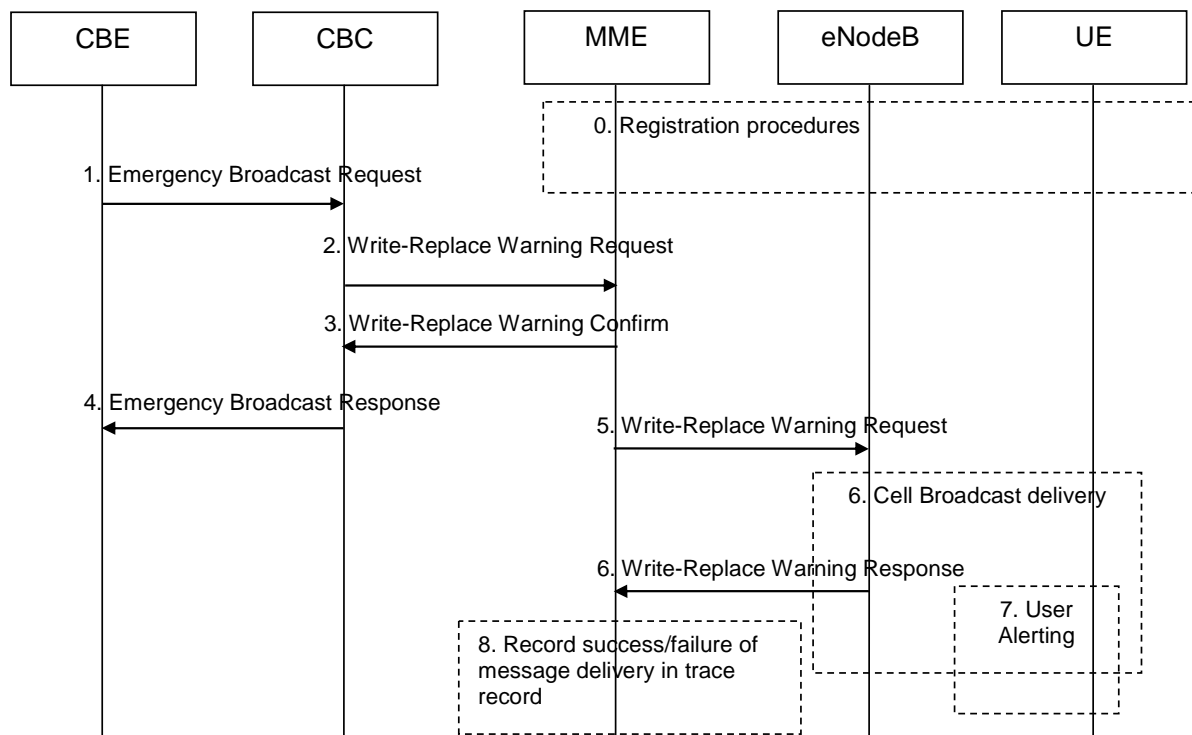 CBE
CBC
MME
eNodeB
UE
0. Registration procedures
1. Emergency Broadcast Request
2. Write-Replace Warning Request
3. Write-Replace Warning Confirm
4. Emergency Broadcast Response
5. Write-Replace Warning Request
6. Cell Broadcast delivery
6. Write-Replace Warning Response
7. User
Alerting
8. Record success/failure of
message delivery in trace
record